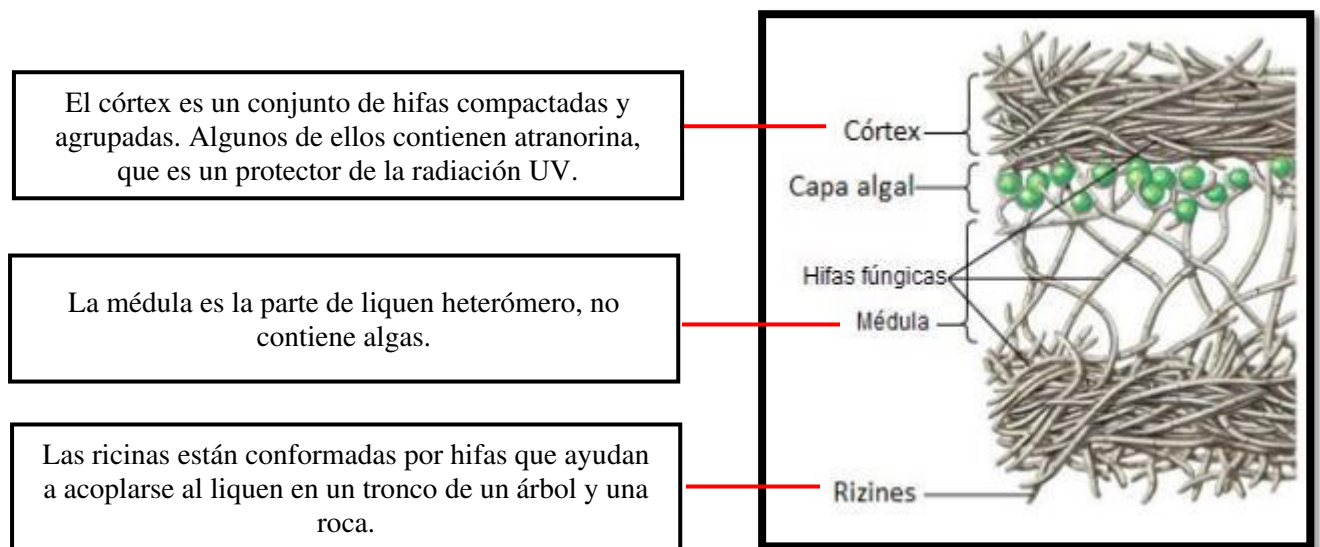 El córtex es un conjunto de hifas compactadas y
agrupadas. Algunos de ellos contienen atranorina,
que es un protector de la radiación UV.
La médula es la parte de liquen heterómero, no
contiene algas.
Las ricinas están conformadas por hifas que ayudan
a acoplarse al liquen en un tronco de un árbol y una
roca.
Córtex
Capa algal
Hifas fúngicas
Médula
Rizines